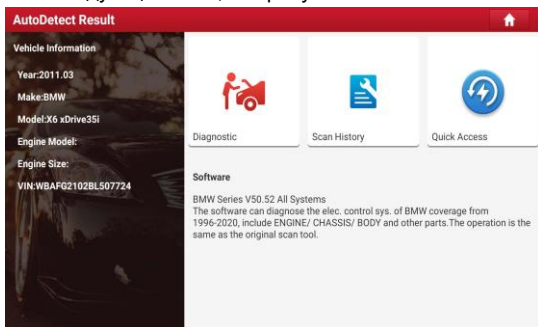 AutoDetect Result
Vehicle Information
Year:2011.03
Make:BMW
Model:X6 xDrive35i
Engine Model:
Engine Size:
VIN:WBAFG2102BL507724
Diagnostic
Scan History
Quick Access
Software
BMW Series V50.52 All Systems
The software can diagnose the elec. control sys. of BMW coverage from
1996-2020, include ENGINE/ CHASSIS/ BODY and other parts.The operation is the
same as the original scan tool.